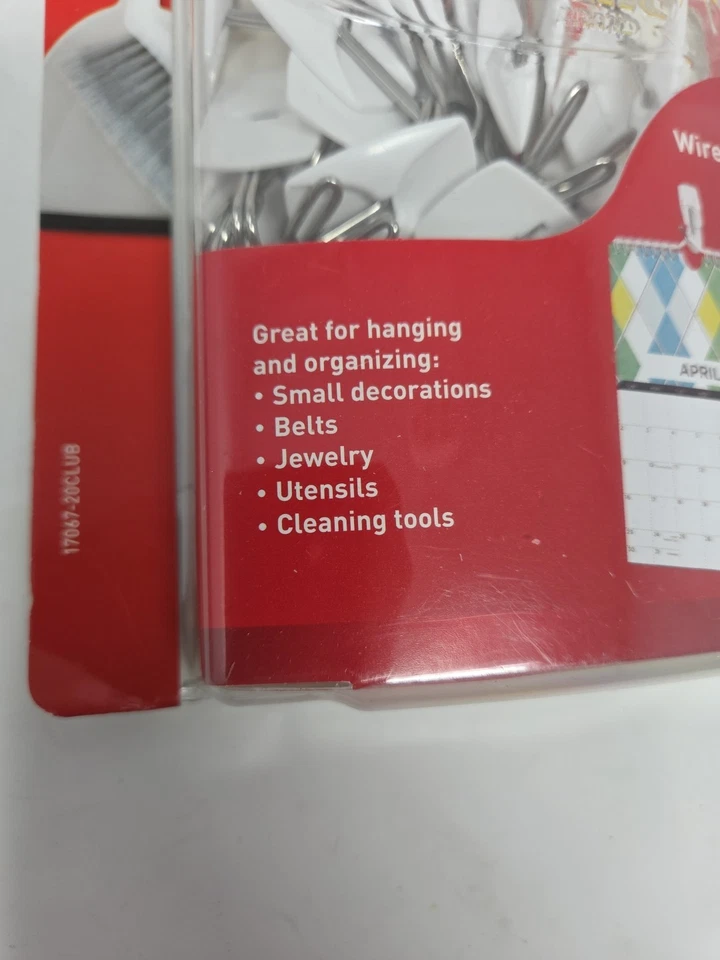 Wire
APRIL
Great for hanging
and organizing:
• Small decorations
• Belts
• Jewelry
• Utensils
• Cleaning tools
17067-20CLUB